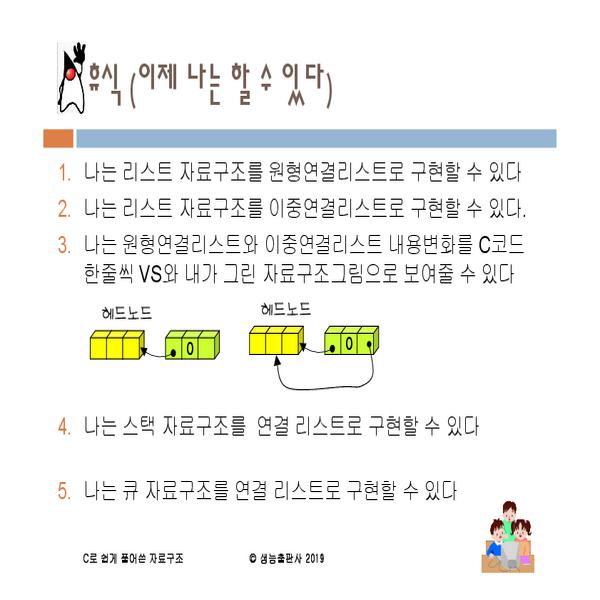 휴식 (이제 나는 할 수 있다)
1. 나는 리스트 자료구조를 원형연결리스트로 구현할 수 있다
2. 나는 리스트 자료구조를 이중연결리스트로 구현할 수 있다.
3. 나는 원형연결리스트와 이중연결리스트 내용변화를 C코드
한줄씩 VS와 내가 그린 자료구조그림으로 보여줄 수 있다
헤드노드 헤드노드
0 0
4. 나는 스택 자료구조를 연결 리스트로 구현할 수 있다
5. 나는 큐 자료구조를 연결 리스트로 구현할 수 있다
C로 쉽게 풀어쓴 자료구조 © 생능출판사 2019